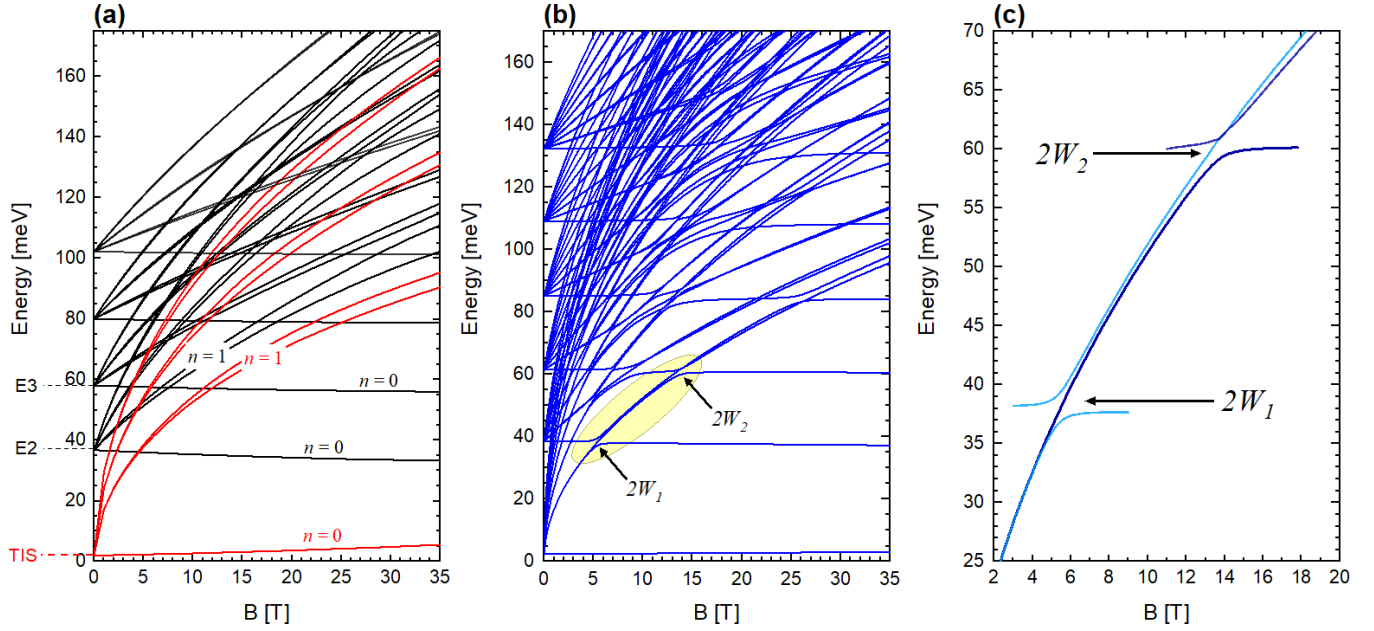 (a)
(b)
(c)
Energy [meV]
160
140
120
100
80
60
40
20
0
E3
E2
TIS
n = 1
n = 1
n = 0
n = 0
n = 0
0 5 10 15 20 25 30 35
B [T]
Energy [meV]
160
140
120
100
80
60
40
20
0
2W2
2W1
0 5 10 15 20 25 30 35
B [T]
Energy [meV]
70
65
60
55
50
45
40
35
30
25
2W2
2W1
2 4 6 8 10 12 14 16 18 20
B [T]